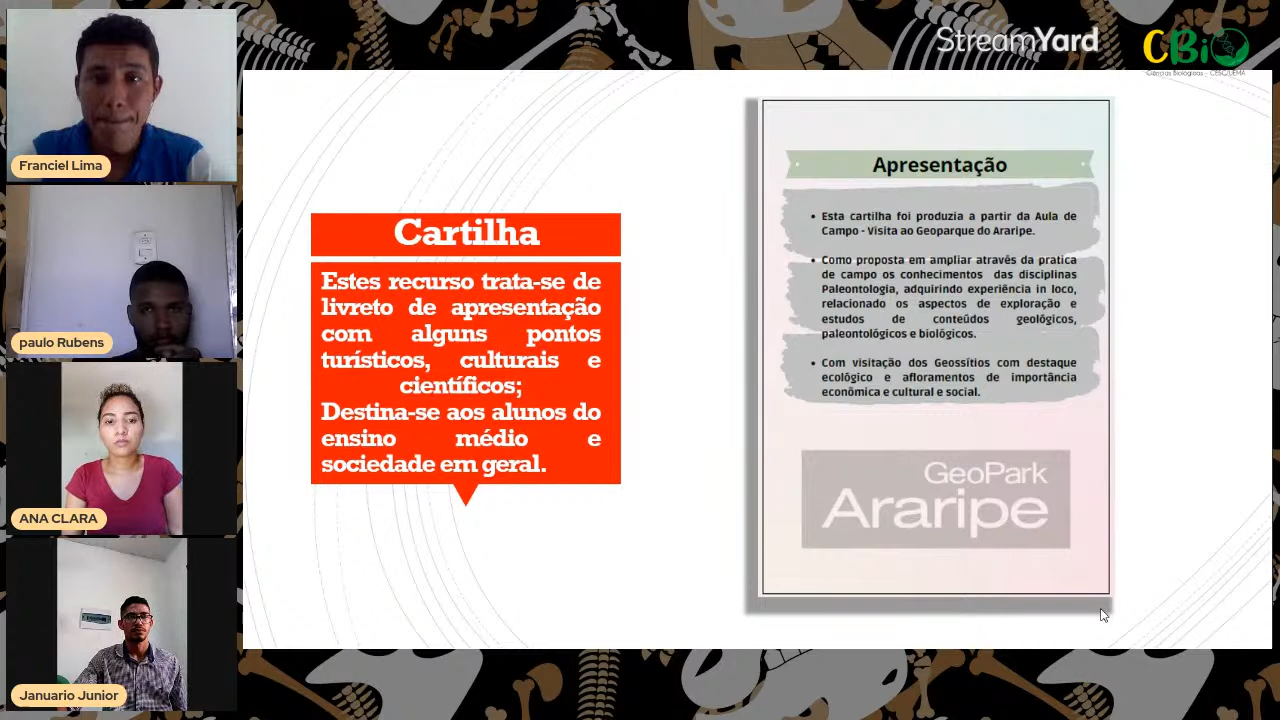 StreamYard
CBiO
Ciências Biológicas - CESC/UEMA
Franciel Lima
paulo Rubens
ANA CLARA
Januario Junior
Cartilha
Estes recurso trata-se de
livreto de apresentação
com alguns pontos
turísticos, culturais e
científicos;
Destina-se aos alunos do
ensino médio e
sociedade em geral.
Apresentação
• Esta cartilha foi produzia a partir da Aula de
Campo - Visita ao Geoparque do Araripe.
• Como proposta em ampliar através da pratica
de campo os conhecimentos das disciplinas
Paleontologia, adquirindo experiência in loco,
relacionado os aspectos de exploração e
estudos de conteúdos geológicos,
paleontológicos e biológicos.
• Com visitação dos Geossítios com destaque
ecológico e afloramentos de importância
econômica e cultural e social.
GeoPark
Araripe